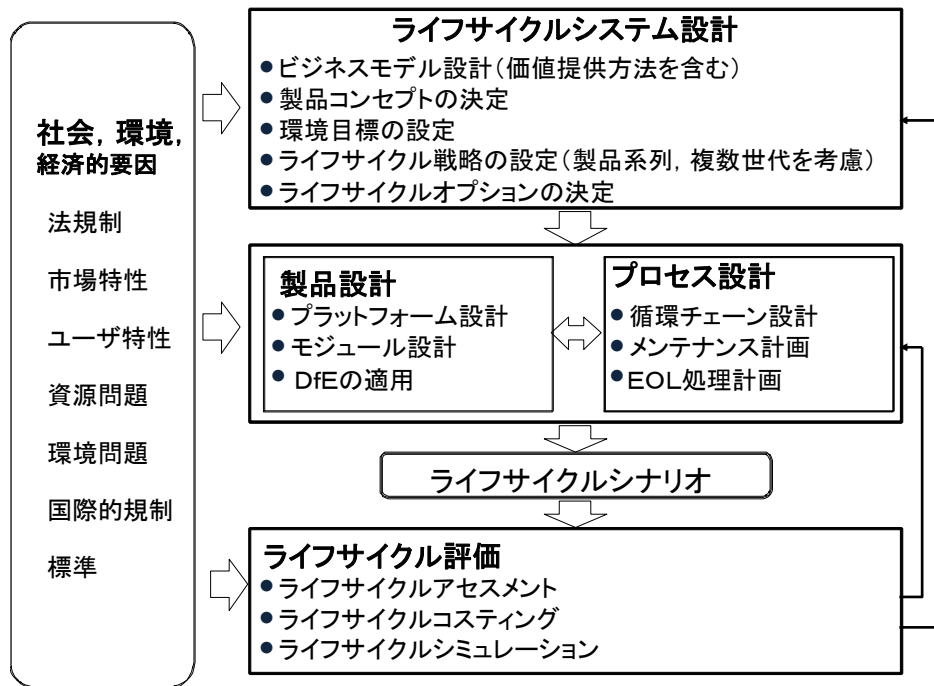 社会, 環境,
経済的要因
法規制
市場特性
ユーザ特性
資源問題
環境問題
国際的規制
標準
ライフサイクルシステム設計
●ビジネスモデル設計(価値提供方法を含む)
●製品コンセプトの決定
●環境目標の設定
●ライフサイクル戦略の設定(製品系列, 複数世代を考慮)
●ライフサイクルオプションの決定
製品設計
●プラットフォーム設計
●モジュール設計
●DfEの適用
プロセス設計
●循環チェーン設計
●メンテナンス計画
●EOL処理計画
ライフサイクルシナリオ
ライフサイクル評価
●ライフサイクルアセスメント
●ライフサイクルコスティング
●ライフサイクルシミュレーション